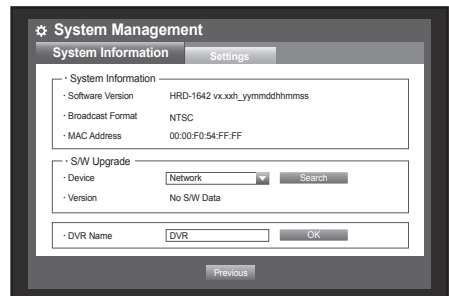 System Management
System Information Settings
· System Information
· Software Version HRD-1642 vx.xxh_yymmddhhmmss
· Broadcast Format NTSC
· MAC Address 00:00:F0:54:FF:FF
· S/W Upgrade
· Device Network Search
· Version No S/W Data
· DVR Name DVR OK
Previous